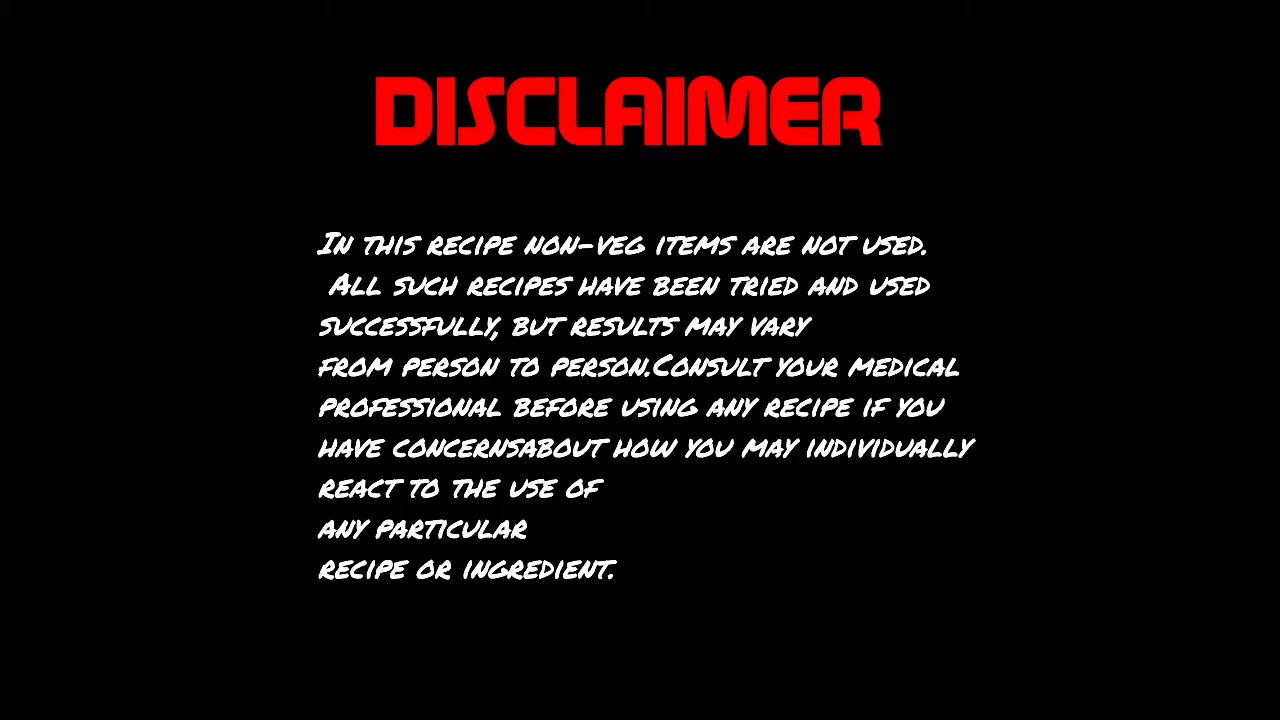 DISCLAIMER
In this recipe non-veg items are not used.
All such recipes have been tried and used
successfully, but results may vary
from person to person.Consult your medical
professional before using any recipe if you
have concernsabout how you may individually
react to the use of
any particular
recipe or ingredient.